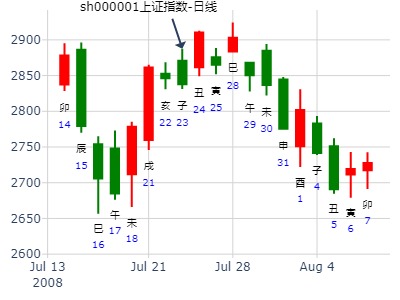 sh000001上证指数-日线
2900
2850
2800
2750
2700
2650
2600
卯
14
辰
15
巳
16
午
17
未
18
戌
21
亥
22
子
23
丑
24
寅
25
巳
28
午
29
未
30
申
31
酉
1
子
4
丑
5
寅
6
卯
7
Jul 13
2008
Jul 21
Jul 28
Aug 4